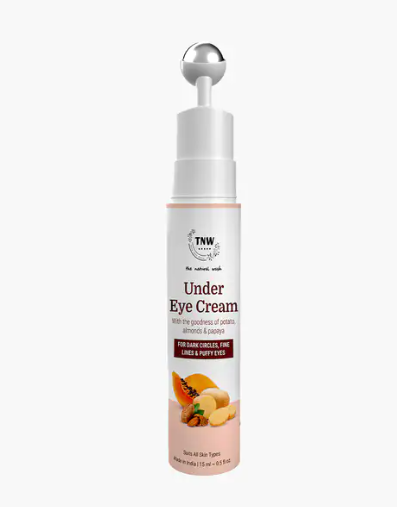 TNW
the natural wash
Under
Eye Cream
With the goodness of potato,
almonds & papaya
FOR DARK CIRCLES, FINE
LINES & PUFFY EYES
Suits All Skin Types
Made in India | 15 ml ~ 0.5 fl oz.